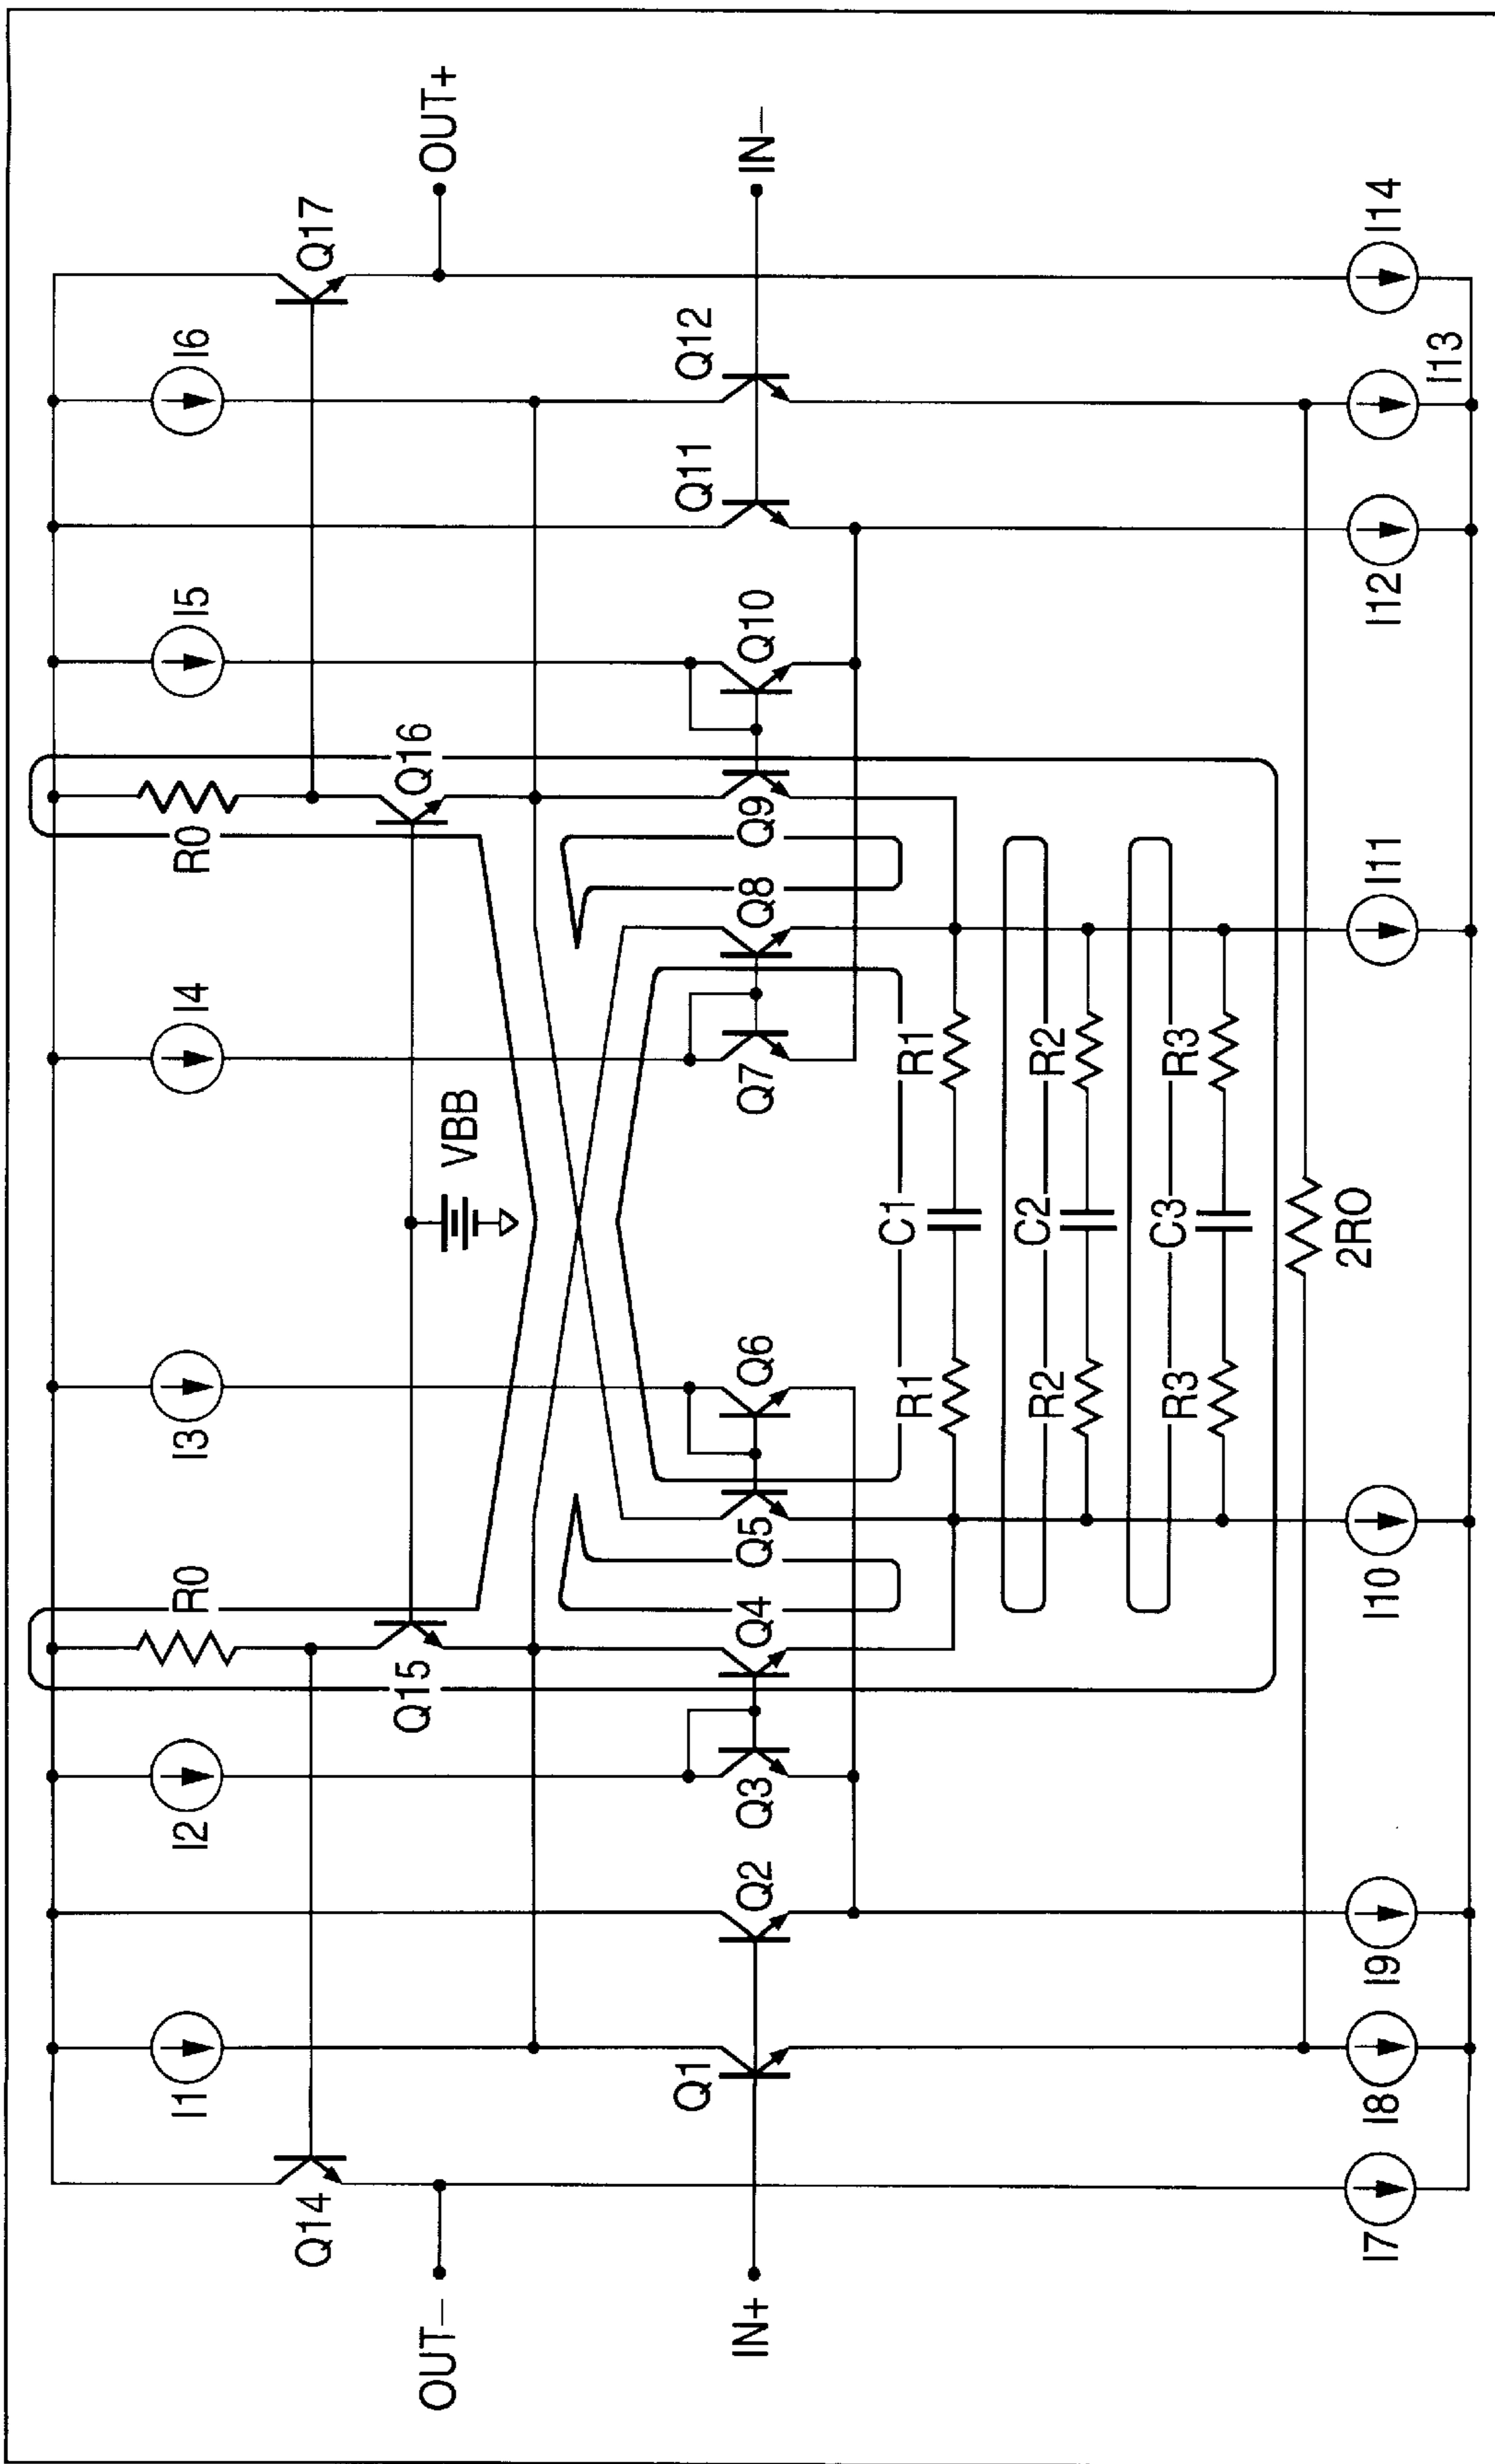 I1
I2
R0
I3
I4
R0
I5
I6
Q14
Q17
Q15
Q16
OUT−
VBB
OUT+
Q1
Q11
Q12
IN+
Q2
Q3
Q4
Q5
Q6
Q7
Q8
Q9
Q10
IN−
R1
C1
R1
R2
C2
R2
R3
C3
R3
2RO
I7
I8
I9
I10
I11
I12
I13
I14